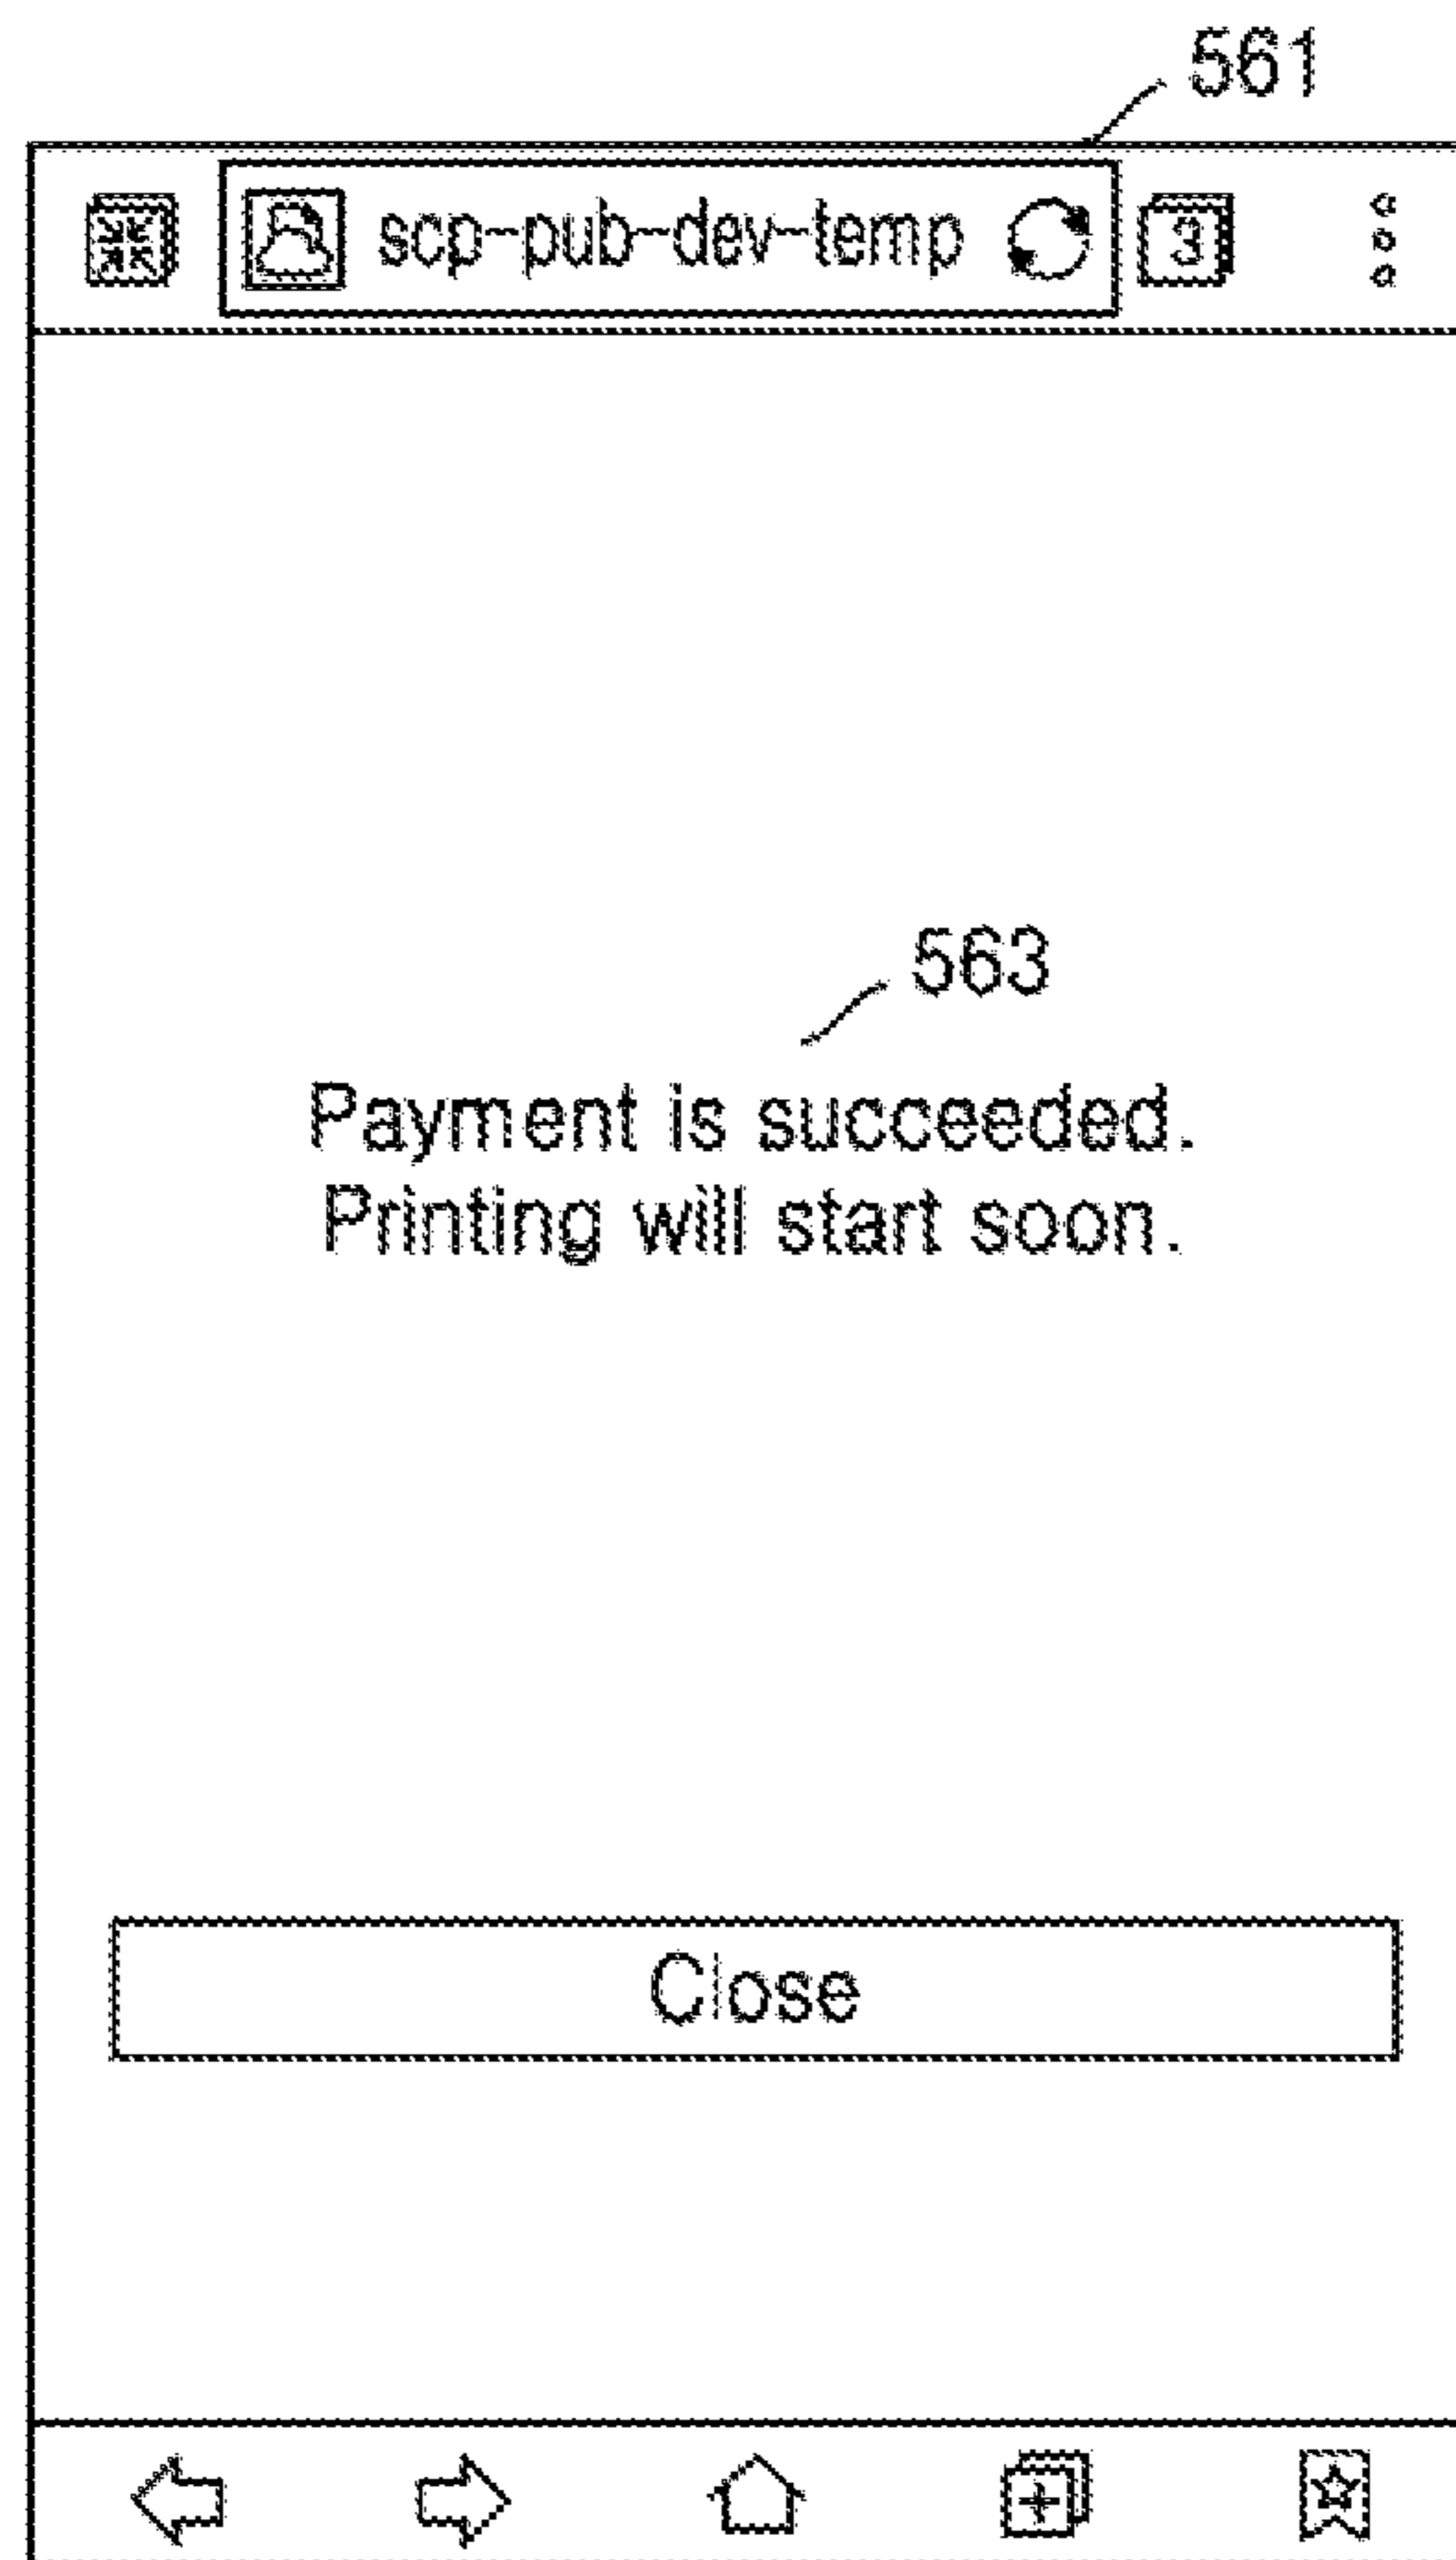 561
scp-pub-dev-temp 3
563
Payment is succeeded.
Printing will start soon.
Close